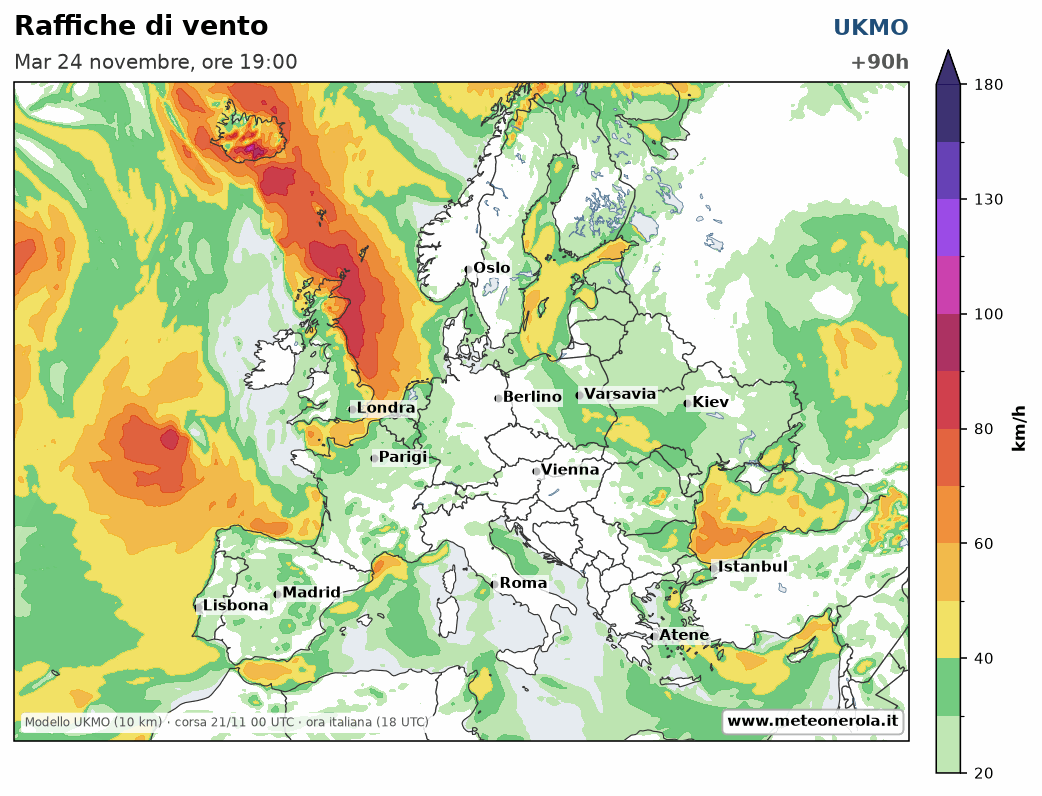 Raffiche di vento
UKMO
Mar 24 novembre, ore 19:00
+90h
180
130
100
80
60
40
20
km/h
Oslo
Londra
Berlino
Varsavia
Kiev
Parigi
Vienna
Istanbul
Roma
Madrid
Lisbona
Atene
Modello UKMO (10 km) · corsa 21/11 00 UTC · ora italiana (18 UTC)
www.meteonerola.it